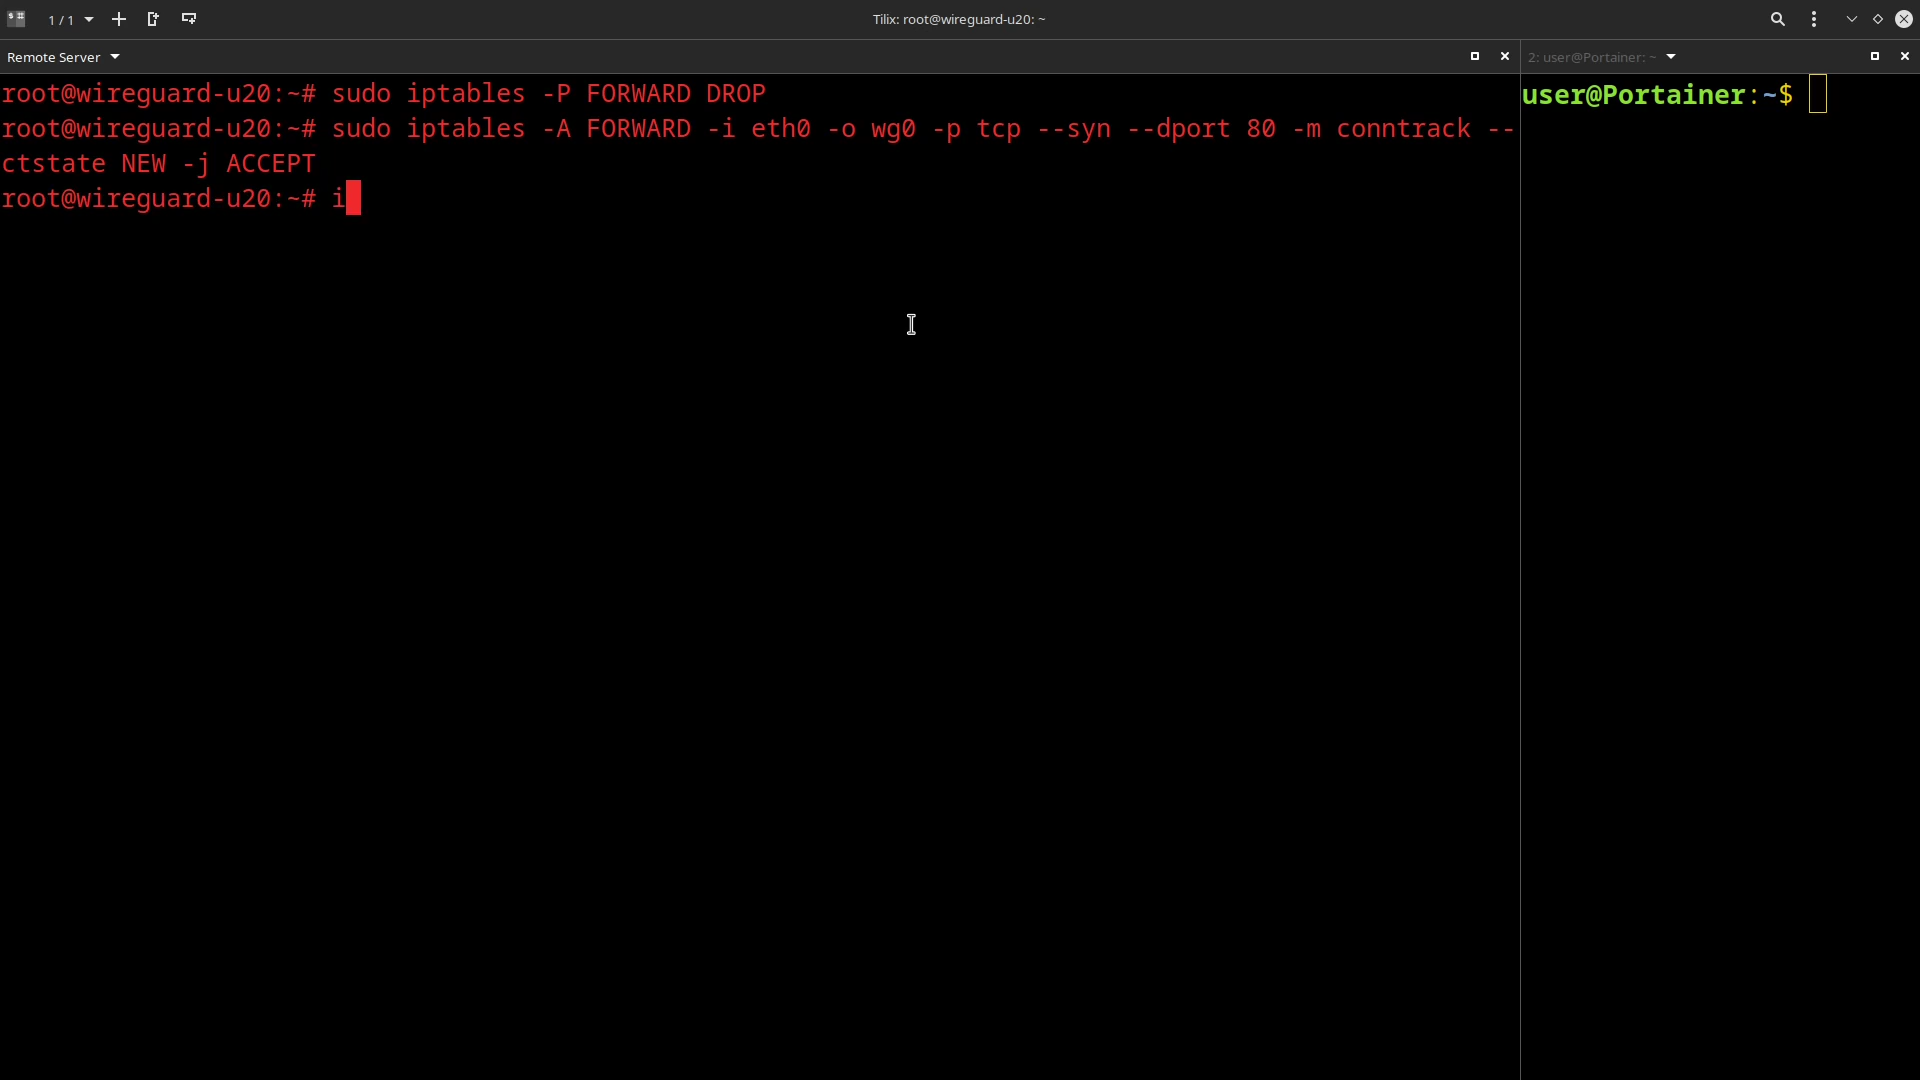 1 / 1
Tilix: root@wireguard-u20: ~
Remote Server
2: user@Portainer: ~
root@wireguard-u20:~# sudo iptables -P FORWARD DROP
root@wireguard-u20:~# sudo iptables -A FORWARD -i eth0 -o wg0 -p tcp --syn --dport 80 -m conntrack --
ctstate NEW -j ACCEPT
root@wireguard-u20:~# i
user@Portainer:~$